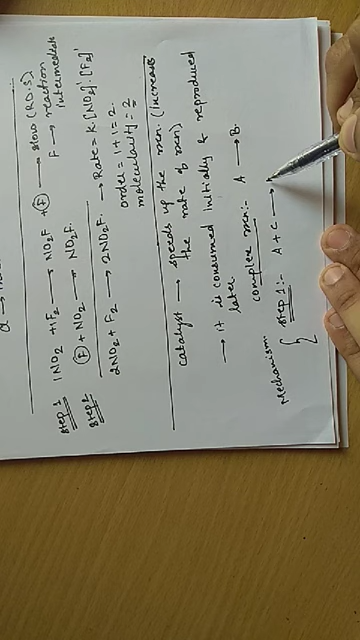 Step 1 1NO₂ + 1F₂ ⟶ NO₂F + F ⟶ slow (R.D.S)
F ⟶ reaction intermediate
Step 2 F + NO₂ ⟶ NO₂F.
2NO₂ + F₂ ⟶ 2NO₂F. ⟶ Rate = K.[NO₂]¹.[F₂]¹
order = 1+1 = 2.
molecularity = 2
Catalyst ⟶ speeds up the rxn. (Increases
the rate of rxn)
⟶ it is consumed initially & reproduced
later.
complex rxn:- A ⟶ B.
Mechanism:
{ Step 1:- A + C ⟶